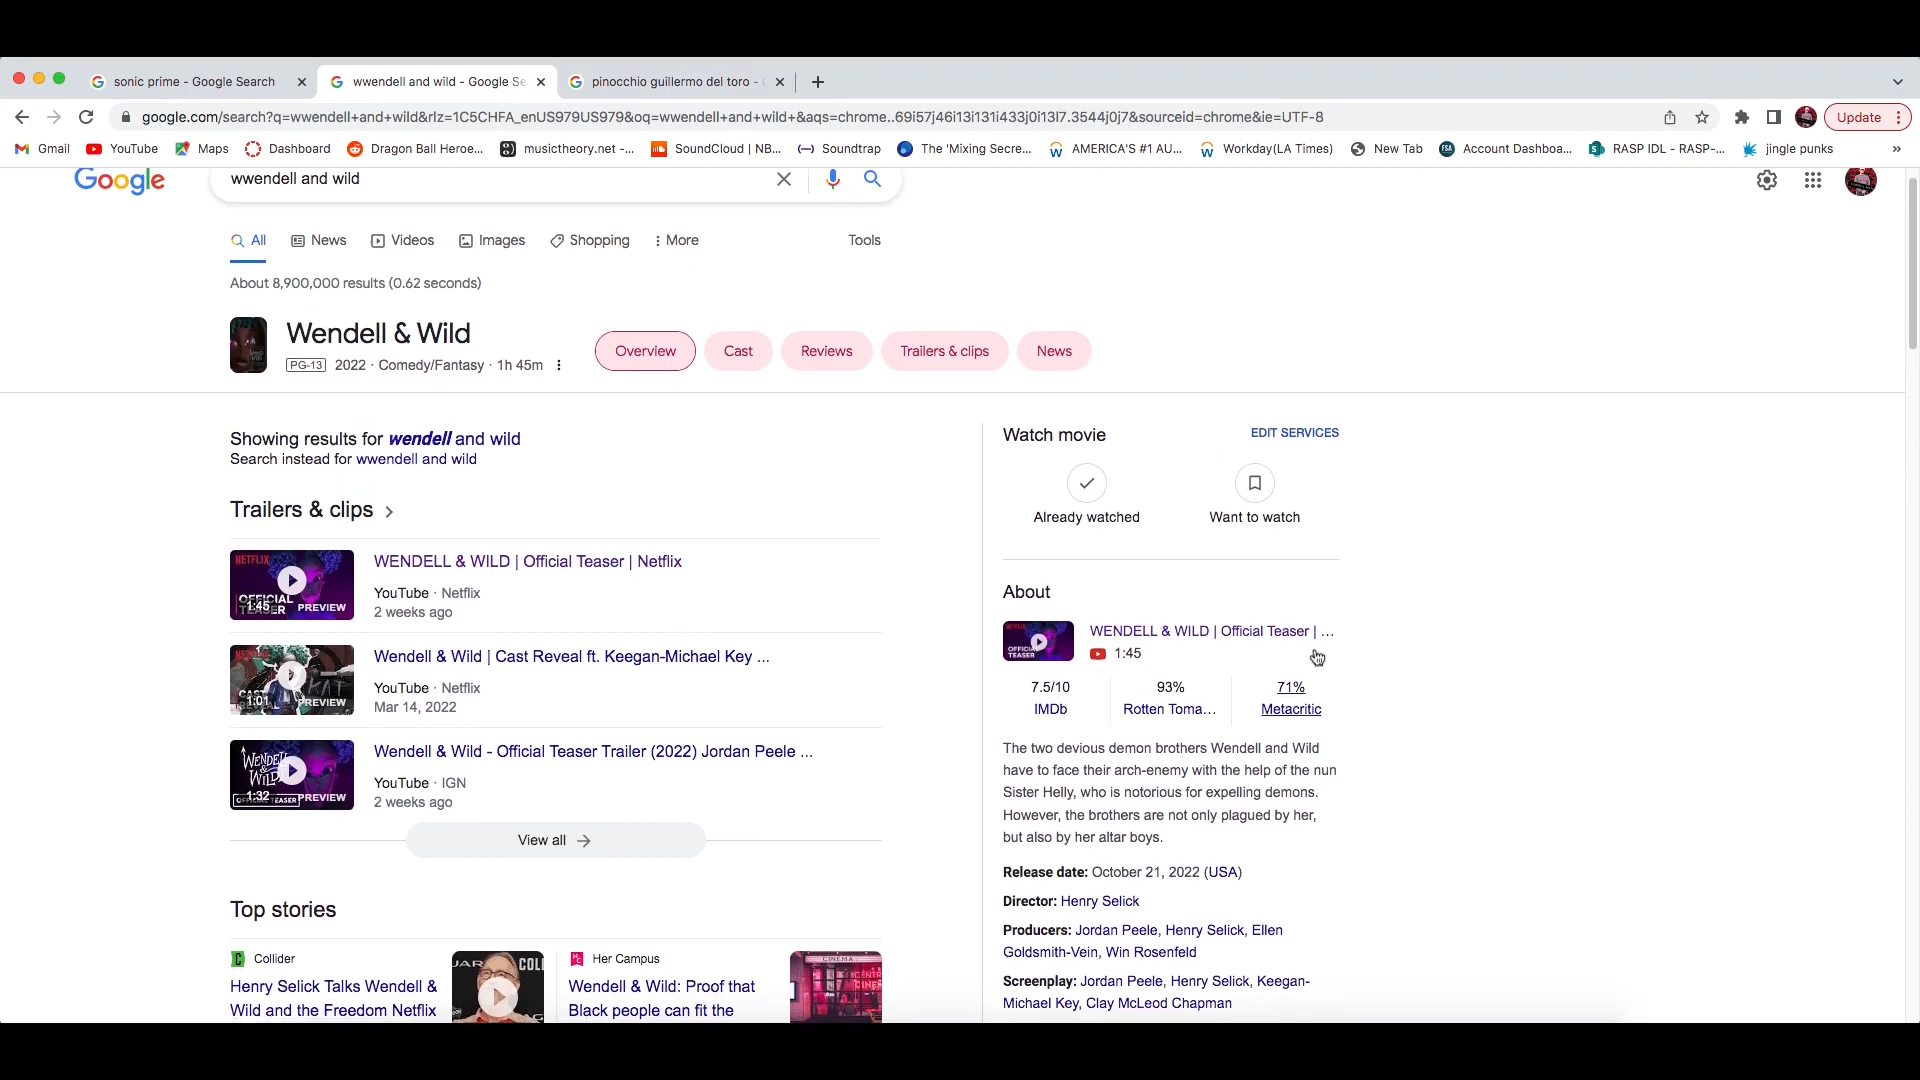 sonic prime - Google Search
wwendell and wild - Google Se
pinocchio guillermo del toro -
google.com/search?q=wwendell+and+wild&rlz=1C5CHFA_enUS979US979&oq=wwendell+and+wild+&aqs=chrome..69i57j46i13i131i433j0i13l7.3544j0j7&sourceid=chrome&ie=UTF-8
Update
Gmail
YouTube
Maps
Dashboard
Dragon Ball Heroe...
musictheory.net -...
SoundCloud | NB...
Soundtrap
The 'Mixing Secre...
AMERICA'S #1 AU...
Workday(LA Times)
New Tab
Account Dashboa...
RASP IDL - RASP-...
jingle punks
»
Google
wwendell and wild
All
News
Videos
Images
Shopping
More
Tools
About 8,900,000 results (0.62 seconds)
Wendell & Wild
PG-13 2022 · Comedy/Fantasy · 1h 45m
Overview
Cast
Reviews
Trailers & clips
News
Showing results for wendell and wild
Search instead for wwendell and wild
Trailers & clips
NETFLIX
OFFICIAL
TEASER
1:45
PREVIEW
WENDELL & WILD | Official Teaser | Netflix
YouTube · Netflix
2 weeks ago
1:01
PREVIEW
Wendell & Wild | Cast Reveal ft. Keegan-Michael Key ...
YouTube · Netflix
Mar 14, 2022
WENDELL
& WILD
1:32
OFFICIAL TEASER
PREVIEW
Wendell & Wild - Official Teaser Trailer (2022) Jordan Peele ...
YouTube · IGN
2 weeks ago
View all
Top stories
Collider
Henry Selick Talks Wendell &
Wild and the Freedom Netflix
COLL
Her Campus
Wendell & Wild: Proof that
Black people can fit the
CINEMA
Watch movie
EDIT SERVICES
Already watched
Want to watch
About
NETFLIX
OFFICIAL
TEASER
WENDELL & WILD | Official Teaser | ...
1:45
7.5/10
IMDb
93%
Rotten Toma...
71%
Metacritic
The two devious demon brothers Wendell and Wild
have to face their arch-enemy with the help of the nun
Sister Helly, who is notorious for expelling demons.
However, the brothers are not only plagued by her,
but also by her altar boys.
Release date: October 21, 2022 (USA)
Director: Henry Selick
Producers: Jordan Peele, Henry Selick, Ellen
Goldsmith-Vein, Win Rosenfeld
Screenplay: Jordan Peele, Henry Selick, Keegan-
Michael Key, Clay McLeod Chapman